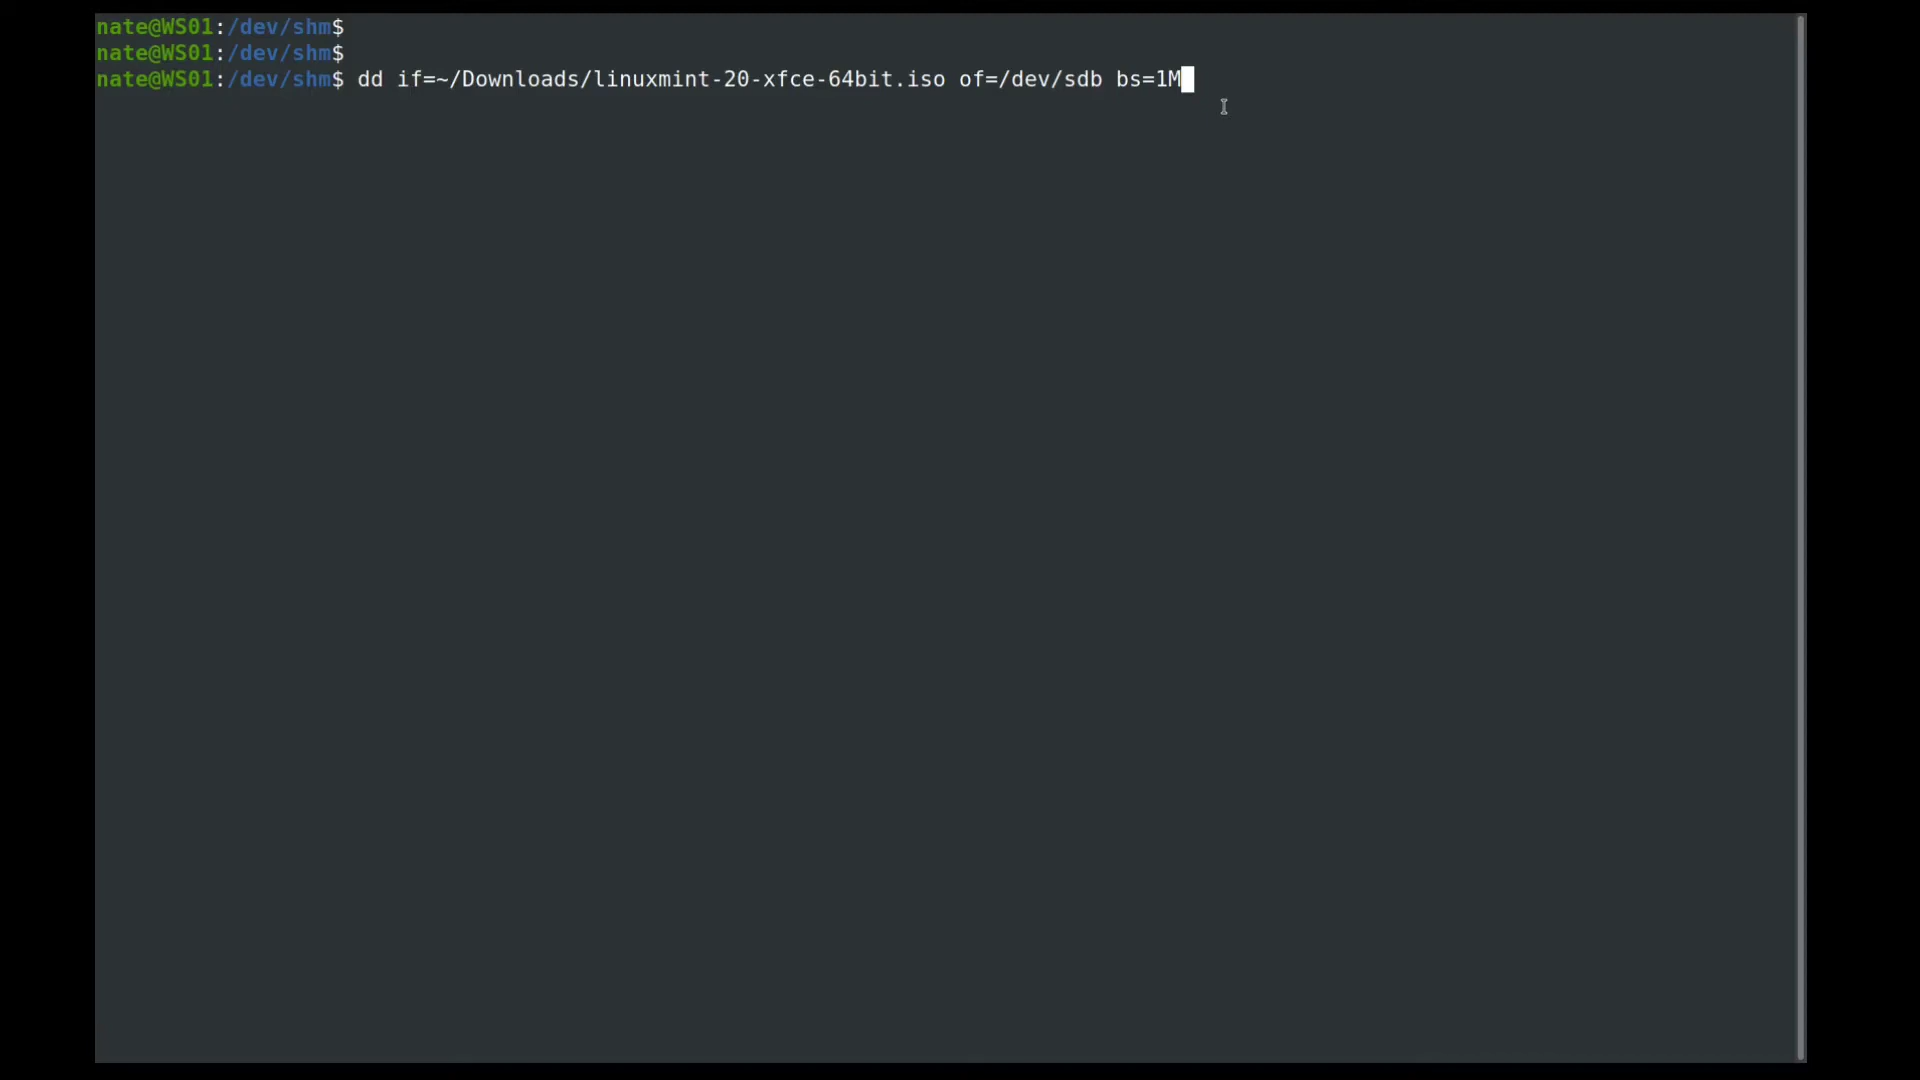 nate@WS01:/dev/shm$
nate@WS01:/dev/shm$
nate@WS01:/dev/shm$ dd if=~/Downloads/linuxmint-20-xfce-64bit.iso of=/dev/sdb bs=1M